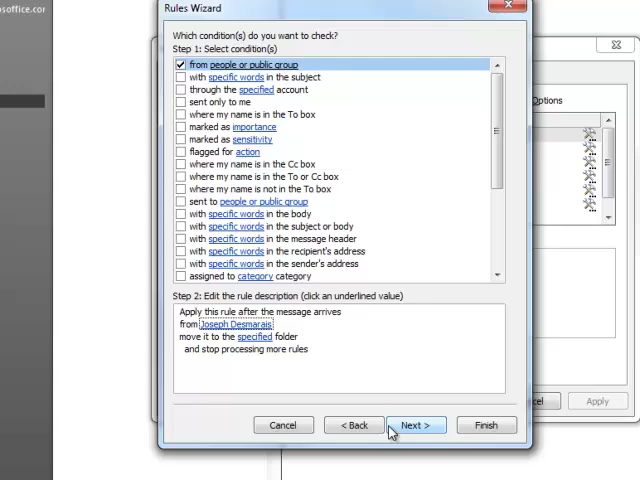 osoffice.cor
Rules Wizard
Which condition(s) do you want to check?
Step 1: Select condition(s)
from people or public group
with specific words in the subject
through the specified account
sent only to me
where my name is in the To box
marked as importance
marked as sensitivity
flagged for action
where my name is in the Cc box
where my name is in the To or Cc box
where my name is not in the To box
sent to people or public group
with specific words in the body
with specific words in the subject or body
with specific words in the message header
with specific words in the recipient's address
with specific words in the sender's address
assigned to category category
Step 2: Edit the rule description (click an underlined value)
Apply this rule after the message arrives
from Joseph Desmarais
move it to the specified folder
and stop processing more rules
Cancel
< Back
Next >
Finish
Options
cel
Apply